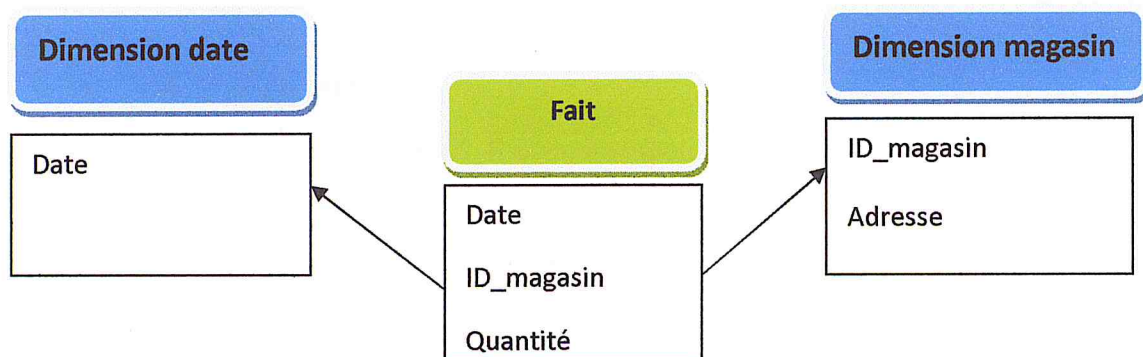 Dimension date
Date
Fait
Date
ID_magasin
Quantité
Dimension magasin
ID_magasin
Adresse